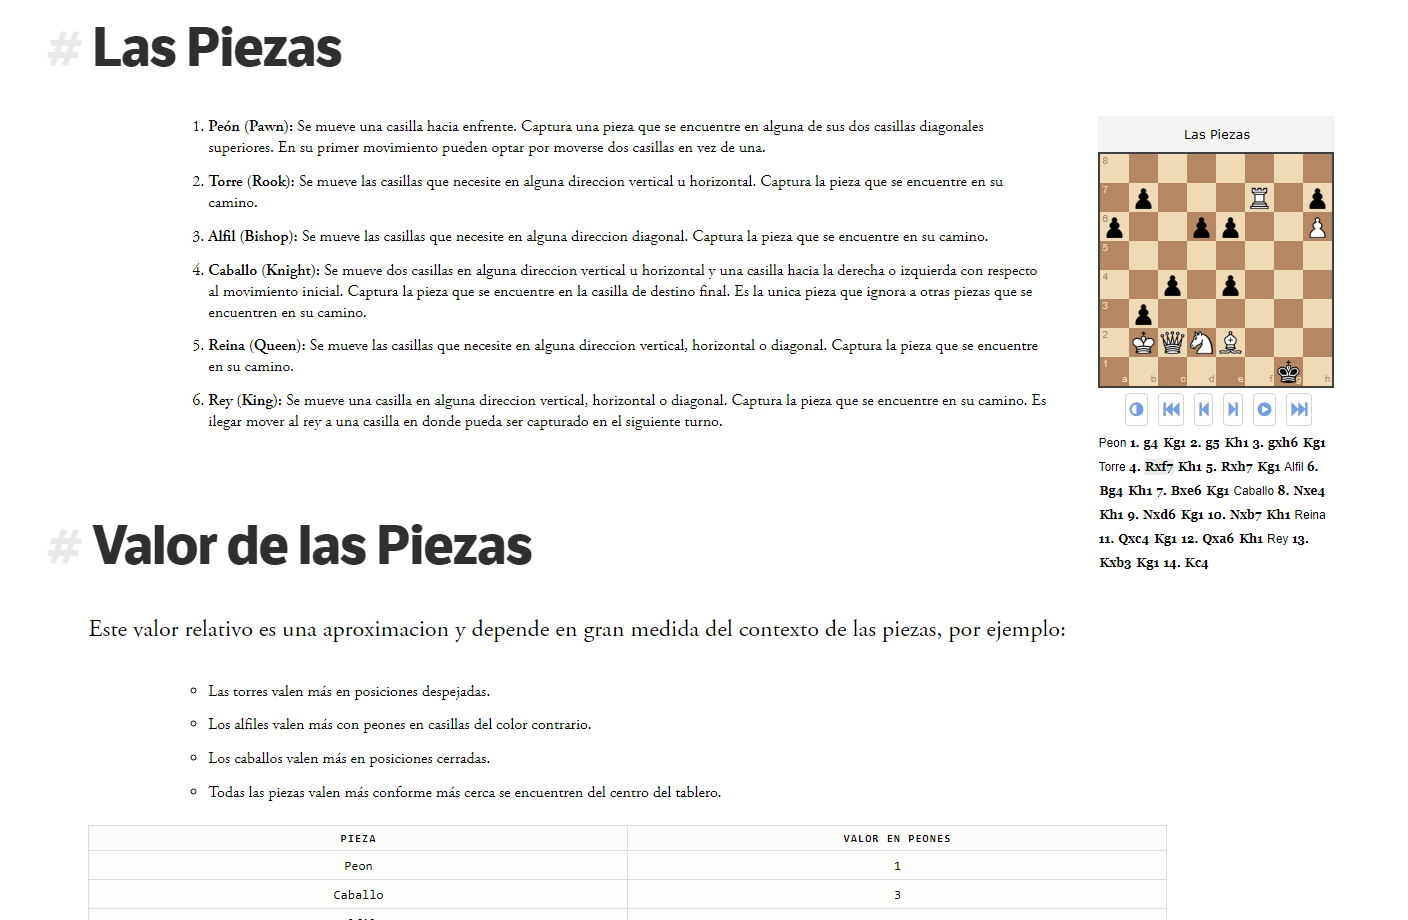 # Las Piezas
1. Peón (Pawn): Se mueve una casilla hacia enfrente. Captura una pieza que se encuentre en alguna de sus dos casillas diagonales
superiores. En su primer movimiento pueden optar por moverse dos casillas en vez de una.
2. Torre (Rook): Se mueve las casillas que necesite en alguna direccion vertical u horizontal. Captura la pieza que se encuentre en su
camino.
3. Alfil (Bishop): Se mueve las casillas que necesite en alguna direccion diagonal. Captura la pieza que se encuentre en su camino.
4. Caballo (Knight): Se mueve dos casillas en alguna direccion vertical u horizontal y una casilla hacia la derecha o izquierda con respecto
al movimiento inicial. Captura la pieza que se encuentre en la casilla de destino final. Es la unica pieza que ignora a otras piezas que se
encuentren en su camino.
5. Reina (Queen): Se mueve las casillas que necesite en alguna direccion vertical, horizontal o diagonal. Captura la pieza que se encuentre
en su camino.
6. Rey (King): Se mueve una casilla en alguna direccion vertical, horizontal o diagonal. Captura la pieza que se encuentre en su camino. Es
ilegar mover al rey a una casilla en donde pueda ser capturado en el siguiente turno.
Las Piezas
8
7
6
5
4
3
2
1
a b c d e f g h
Peon 1. g4 Kg1 2. g5 Kh1 3. gxh6 Kg1
Torre 4. Rxf7 Kh1 5. Rxh7 Kg1 Alfil 6.
Bg4 Kh1 7. Bxe6 Kg1 Caballo 8. Nxe4
Kh1 9. Nxd6 Kg1 10. Nxb7 Kh1 Reina
11. Qxc4 Kg1 12. Qxa6 Kh1 Rey 13.
Kxb3 Kg1 14. Kc4
# Valor de las Piezas
Este valor relativo es una aproximacion y depende en gran medida del contexto de las piezas, por ejemplo:
Las torres valen más en posiciones despejadas.
Los alfiles valen más con peones en casillas del color contrario.
Los caballos valen más en posiciones cerradas.
Todas las piezas valen más conforme más cerca se encuentren del centro del tablero.
PIEZA VALOR EN PEONES
Peon 1
Caballo 3